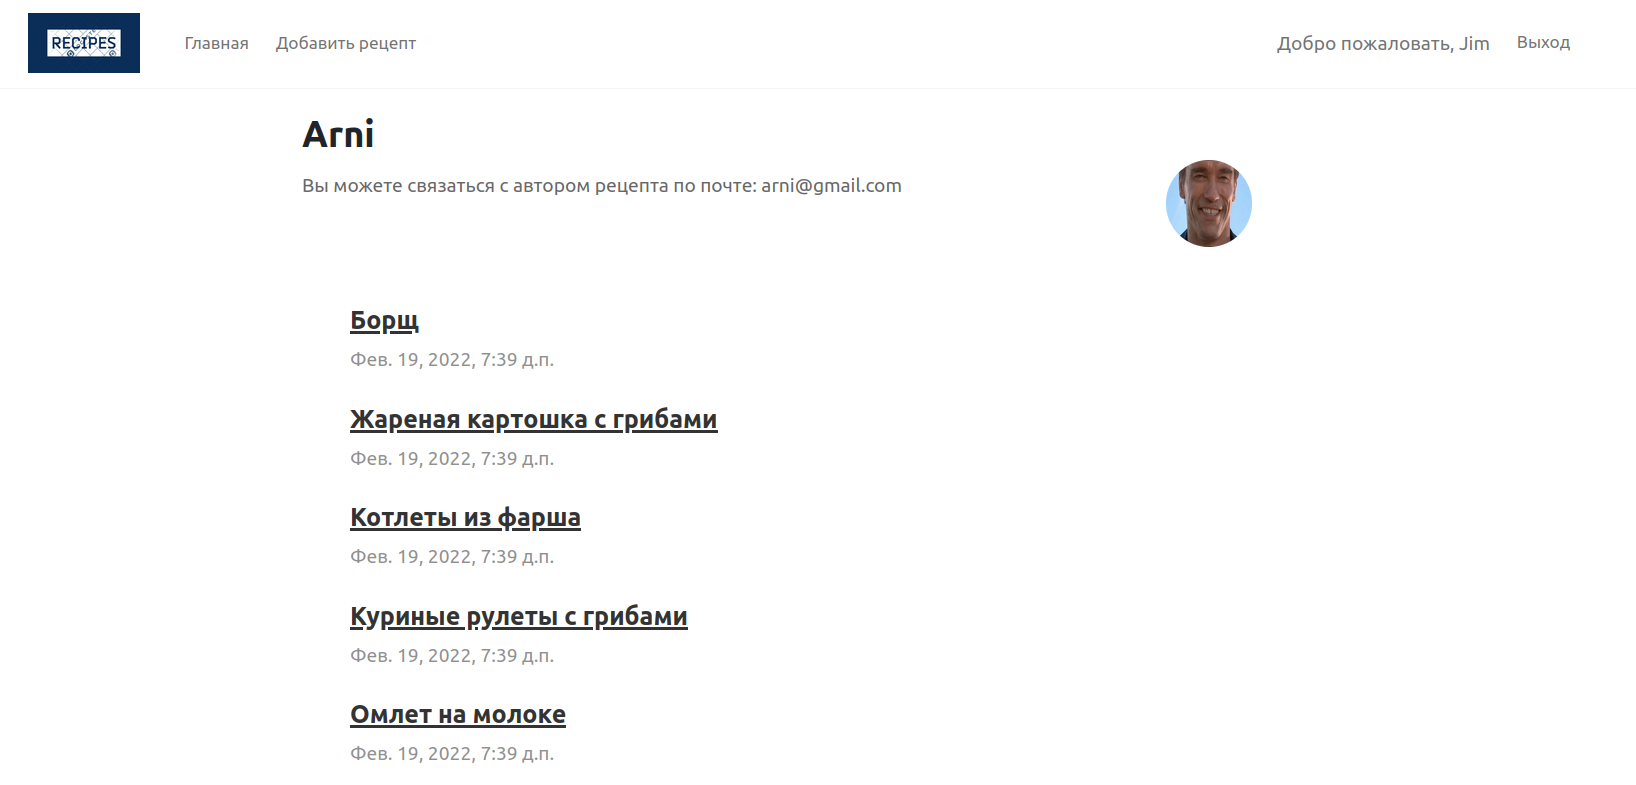 RECIPES
Главная Добавить рецепт Добро пожаловать, Jim Выход
Arni
Вы можете связаться с автором рецепта по почте: arni@gmail.com
Борщ
Фев. 19, 2022, 7:39 д.п.
Жареная картошка с грибами
Фев. 19, 2022, 7:39 д.п.
Котлеты из фарша
Фев. 19, 2022, 7:39 д.п.
Куриные рулеты с грибами
Фев. 19, 2022, 7:39 д.п.
Омлет на молоке
Фев. 19, 2022, 7:39 д.п.